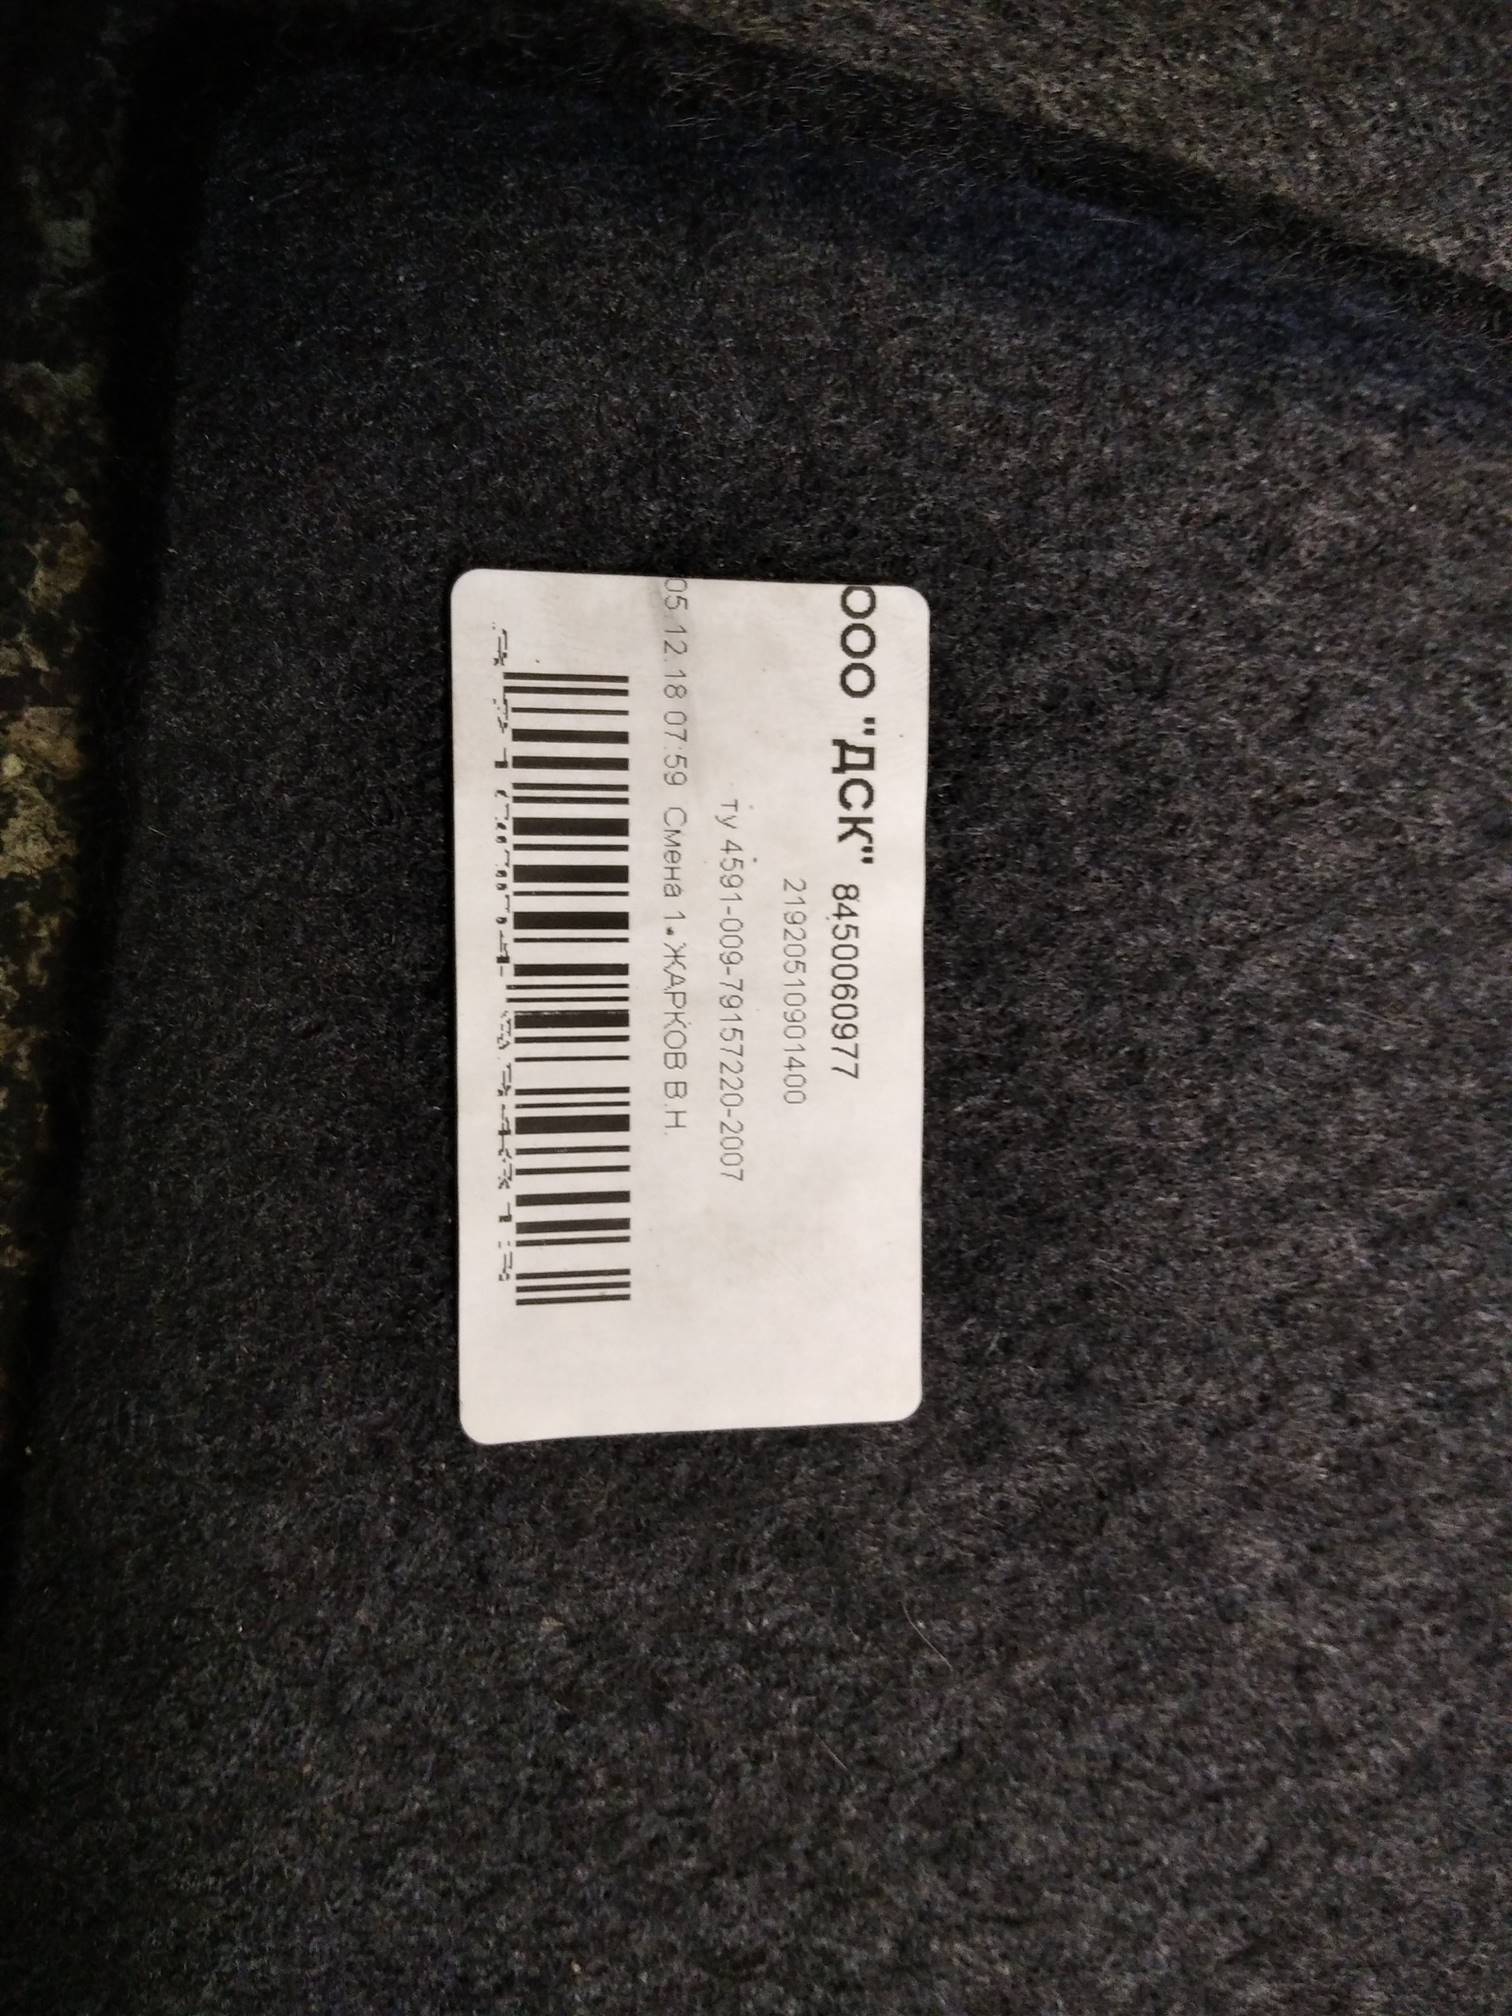 ООО "ДСК" 8450060977
21920510901400
ту 4591-009-79157220-2007
05.12.18 07:59 Смена 1 ЖАРКОВ В.Н.